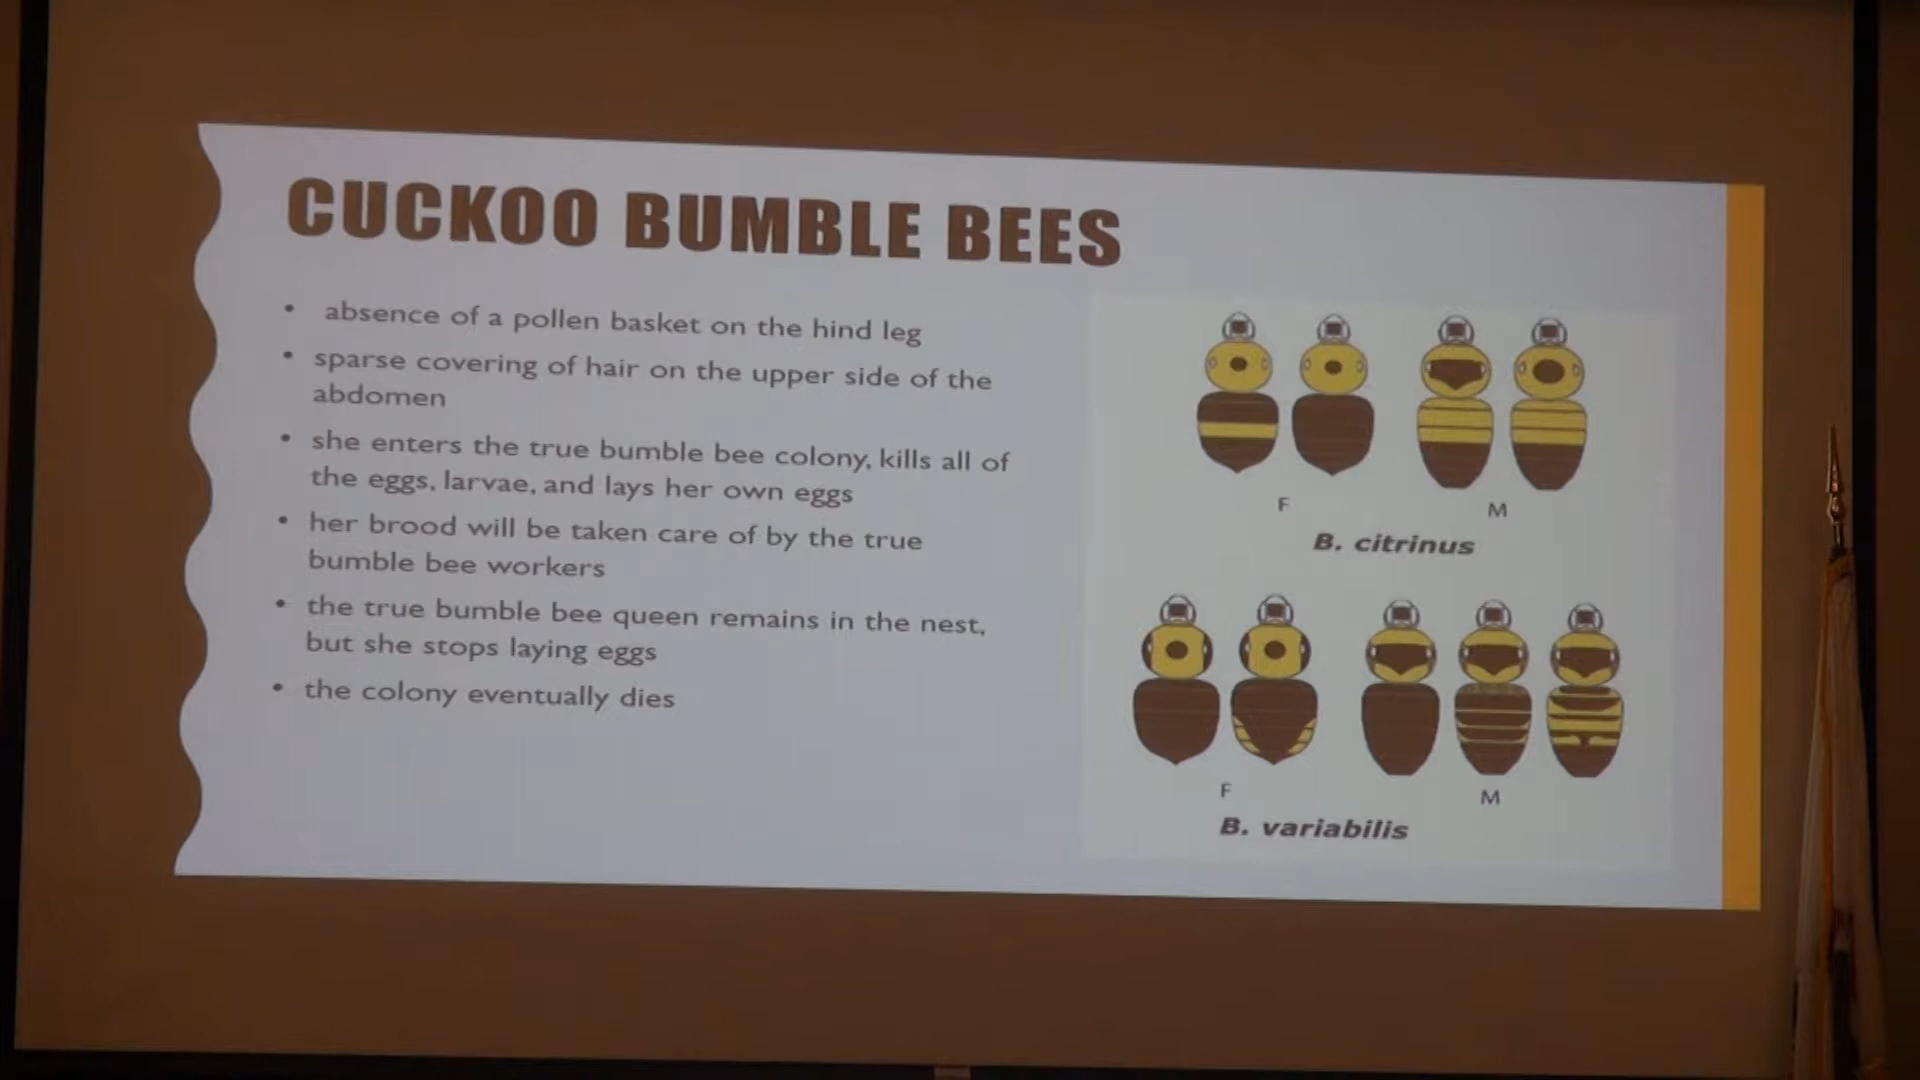 CUCKOO BUMBLE BEES
• absence of a pollen basket on the hind leg
• sparse covering of hair on the upper side of the
abdomen
• she enters the true bumble bee colony, kills all of
the eggs, larvae, and lays her own eggs
• her brood will be taken care of by the true
bumble bee workers
• the true bumble bee queen remains in the nest,
but she stops laying eggs
• the colony eventually dies
F M
B. citrinus
F M
B. variabilis